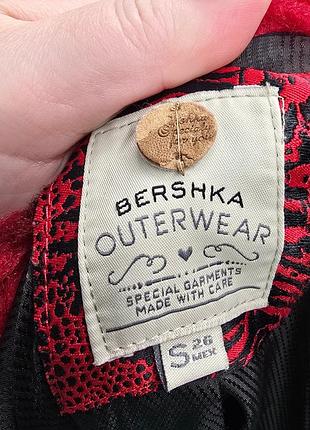 BERSHKA
OUTERWEAR
SPECIAL GARMENTS
MADE WITH CARE
S 26
MEX